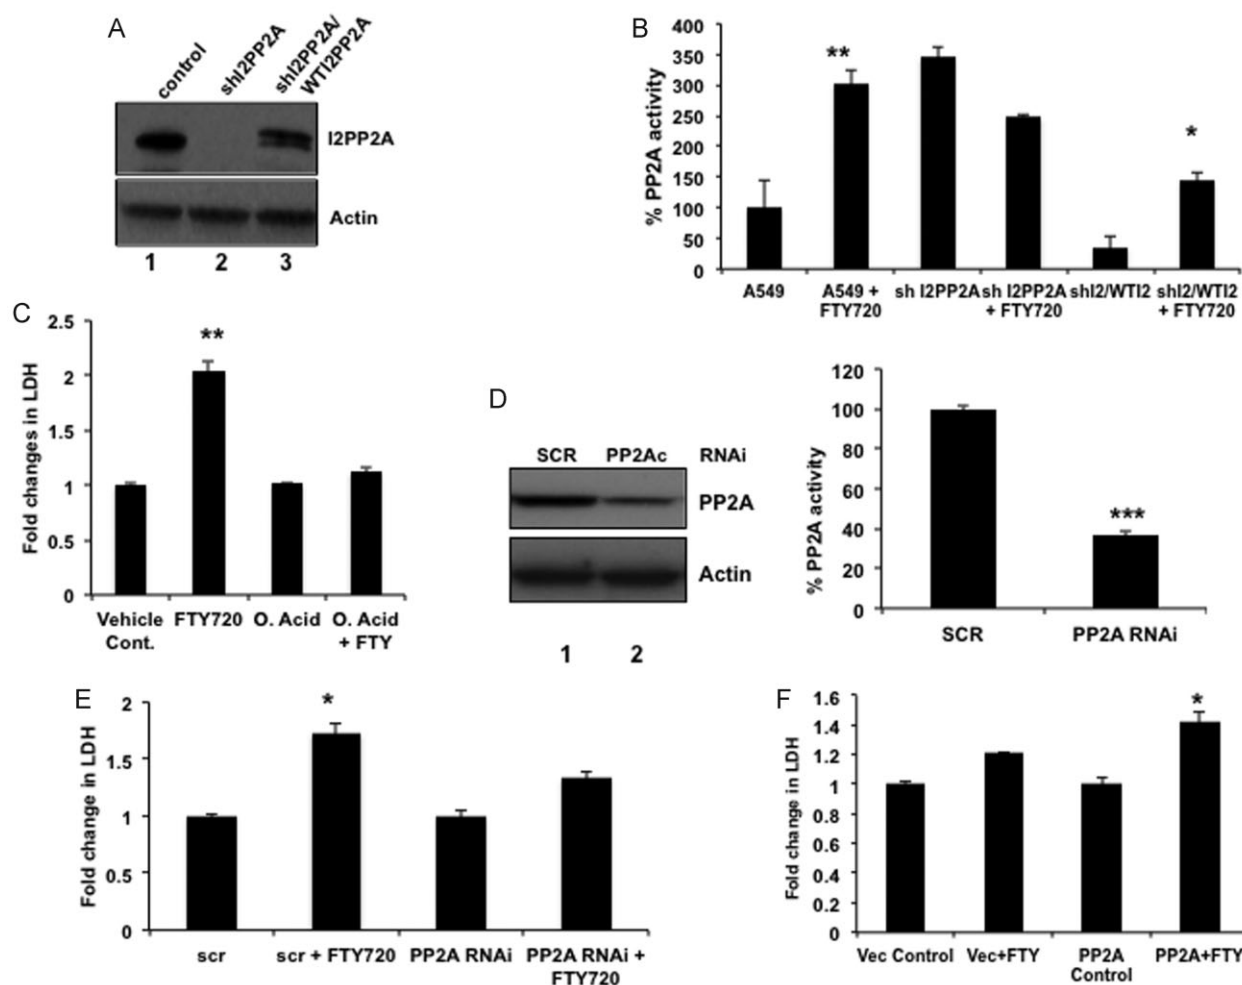 A
control
shI2PP2A
shI2PP2A/
WTI2PP2A
I2PP2A
Actin
1 2 3
B
% PP2A activity
400
350
300
250
200
150
100
50
0
**
*
A549
A549 +
FTY720
sh I2PP2A
sh I2PP2A
+ FTY720
shI2/WTI2
shI2/WTI2
+ FTY720
C
Fold changes in LDH
2.5
2
1.5
1
0.5
0
**
Vehicle
Cont.
FTY720
O. Acid
O. Acid
+ FTY
D
SCR PP2Ac RNAi
PP2A
Actin
1 2
% PP2A activity
120
100
80
60
40
20
0
***
SCR
PP2A RNAi
E
Fold change in LDH
2
1.5
1
0.5
0
*
scr
scr + FTY720
PP2A RNAi
PP2A RNAi +
FTY720
F
Fold change in LDH
1.6
1.4
1.2
1
0.8
0.6
0.4
0.2
0
*
Vec Control
Vec+FTY
PP2A
Control
PP2A+FTY